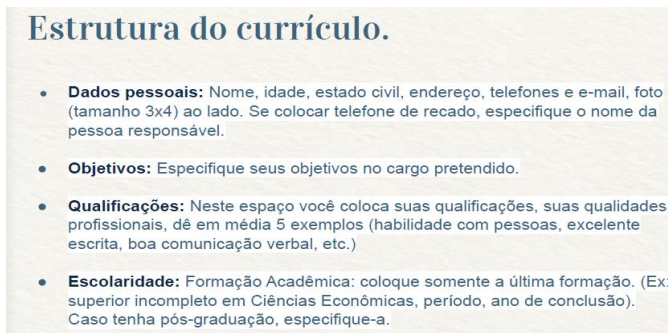 Estrutura do currículo.
• Dados pessoais: Nome, idade, estado civil, endereço, telefones e e-mail, foto
(tamanho 3x4) ao lado. Se colocar telefone de recado, especifique o nome da
pessoa responsável.
• Objetivos: Especifique seus objetivos no cargo pretendido.
• Qualificações: Neste espaço você coloca suas qualificações, suas qualidades
profissionais, dê em média 5 exemplos (habilidade com pessoas, excelente
escrita, boa comunicação verbal, etc.)
• Escolaridade: Formação Acadêmica: coloque somente a última formação. (Ex:
superior incompleto em Ciências Econômicas, período, ano de conclusão).
Caso tenha pós-graduação, especifique-a.